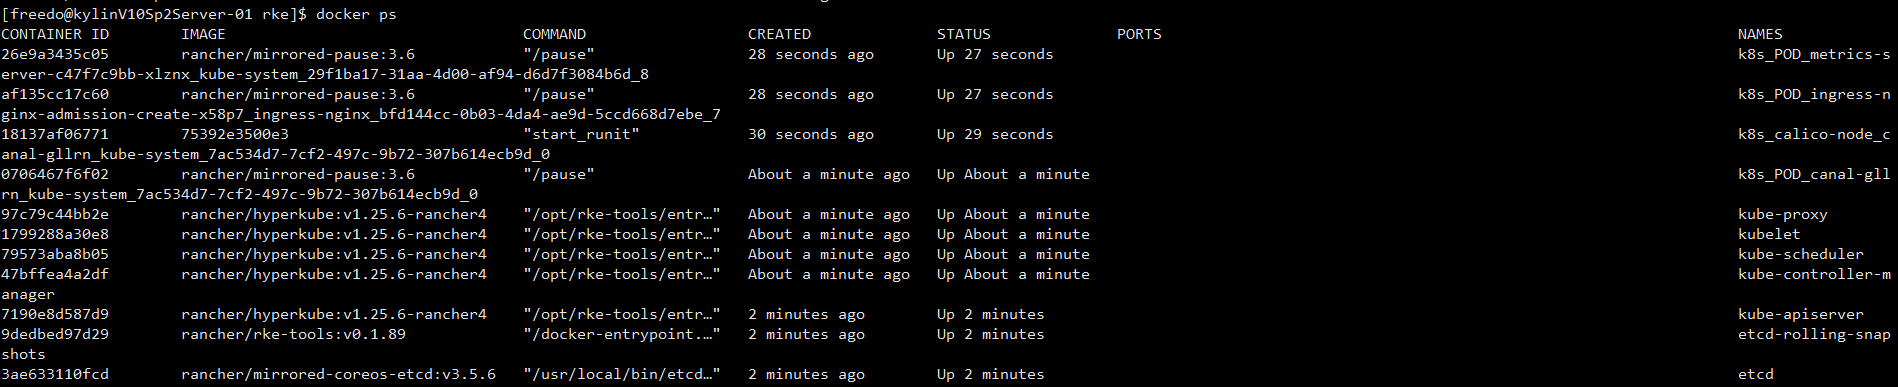 [freedo@kylinV10Sp2Server-01 rke]$ docker ps
CONTAINER ID        IMAGE                                 COMMAND                  CREATED              STATUS              PORTS                                                                NAMES
26e9a3435c05        rancher/mirrored-pause:3.6            "/pause"                 28 seconds ago       Up 27 seconds                                                                            k8s_POD_metrics-s
erver-c47f7c9bb-xlznx_kube-system_29f1ba17-31aa-4d00-af94-d6d7f3084b6d_8
af135cc17c60        rancher/mirrored-pause:3.6            "/pause"                 28 seconds ago       Up 27 seconds                                                                            k8s_POD_ingress-n
ginx-admission-create-x58p7_ingress-nginx_bfd144cc-0b03-4da4-ae9d-5ccd668d7ebe_7
18137af06771        75392e3500e3                          "start_runit"            30 seconds ago       Up 29 seconds                                                                            k8s_calico-node_c
anal-gllrn_kube-system_7ac534d7-7cf2-497c-9b72-307b614ecb9d_0
0706467f6f02        rancher/mirrored-pause:3.6            "/pause"                 About a minute ago   Up About a minute                                                                        k8s_POD_canal-gll
rn_kube-system_7ac534d7-7cf2-497c-9b72-307b614ecb9d_0
97c79c44bb2e        rancher/hyperkube:v1.25.6-rancher4    "/opt/rke-tools/entr…"   About a minute ago   Up About a minute                                                                        kube-proxy
1799288a30e8        rancher/hyperkube:v1.25.6-rancher4    "/opt/rke-tools/entr…"   About a minute ago   Up About a minute                                                                        kubelet
79573aba8b05        rancher/hyperkube:v1.25.6-rancher4    "/opt/rke-tools/entr…"   About a minute ago   Up About a minute                                                                        kube-scheduler
47bffea4a2df        rancher/hyperkube:v1.25.6-rancher4    "/opt/rke-tools/entr…"   About a minute ago   Up About a minute                                                                        kube-controller-m
anager
7190e8d587d9        rancher/hyperkube:v1.25.6-rancher4    "/opt/rke-tools/entr…"   2 minutes ago        Up 2 minutes                                                                             kube-apiserver
9dedbed97d29        rancher/rke-tools:v0.1.89             "/docker-entrypoint.…"   2 minutes ago        Up 2 minutes                                                                             etcd-rolling-snap
shots
3ae633110fcd        rancher/mirrored-coreos-etcd:v3.5.6   "/usr/local/bin/etcd…"   2 minutes ago        Up 2 minutes                                                                             etcd